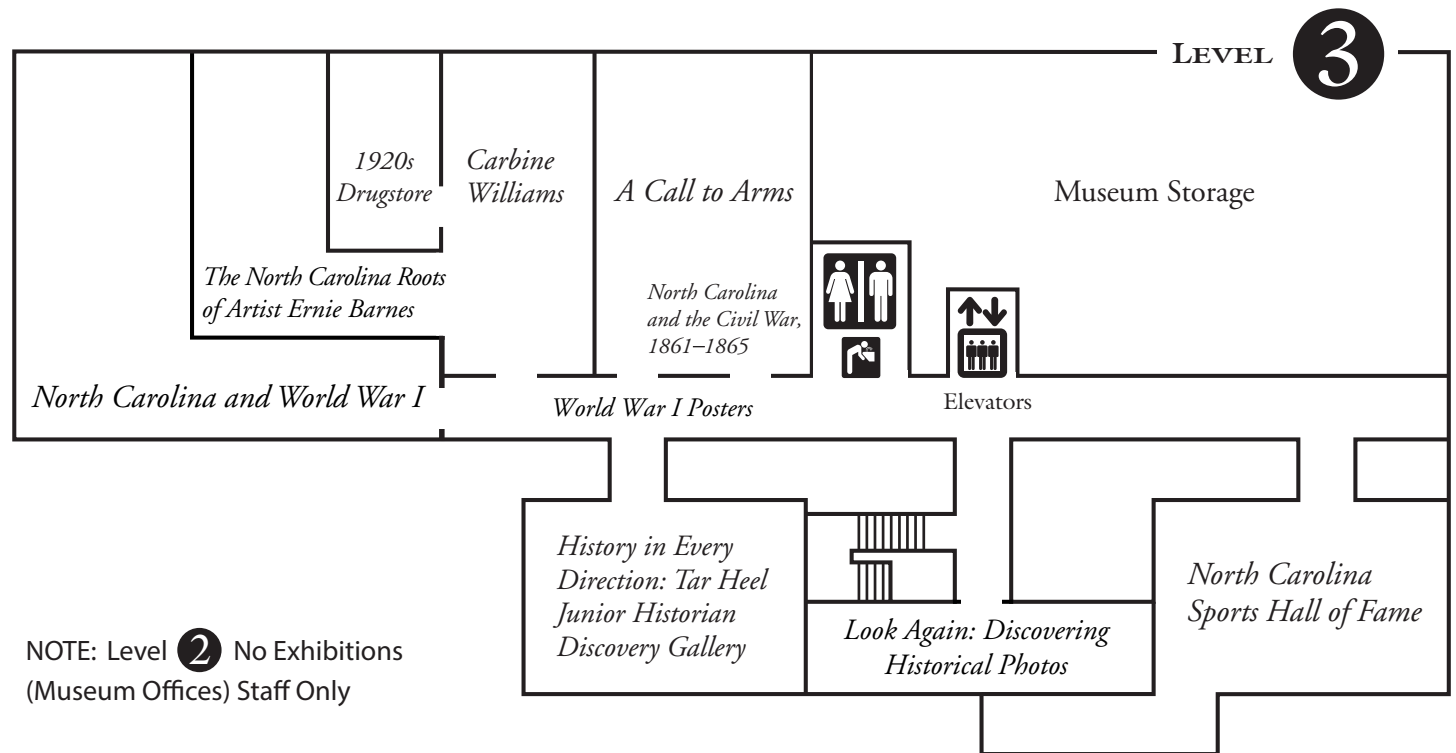 LEVEL 3
1920s
Drugstore
Carbine
Williams
A Call to Arms
Museum Storage
The North Carolina Roots
of Artist Ernie Barnes
North Carolina
and the Civil War,
1861–1865
North Carolina and World War I
World War I Posters
Elevators
History in Every
Direction: Tar Heel
Junior Historian
Discovery Gallery
Look Again: Discovering
Historical Photos
North Carolina
Sports Hall of Fame
NOTE: Level 2 No Exhibitions
(Museum Offices) Staff Only